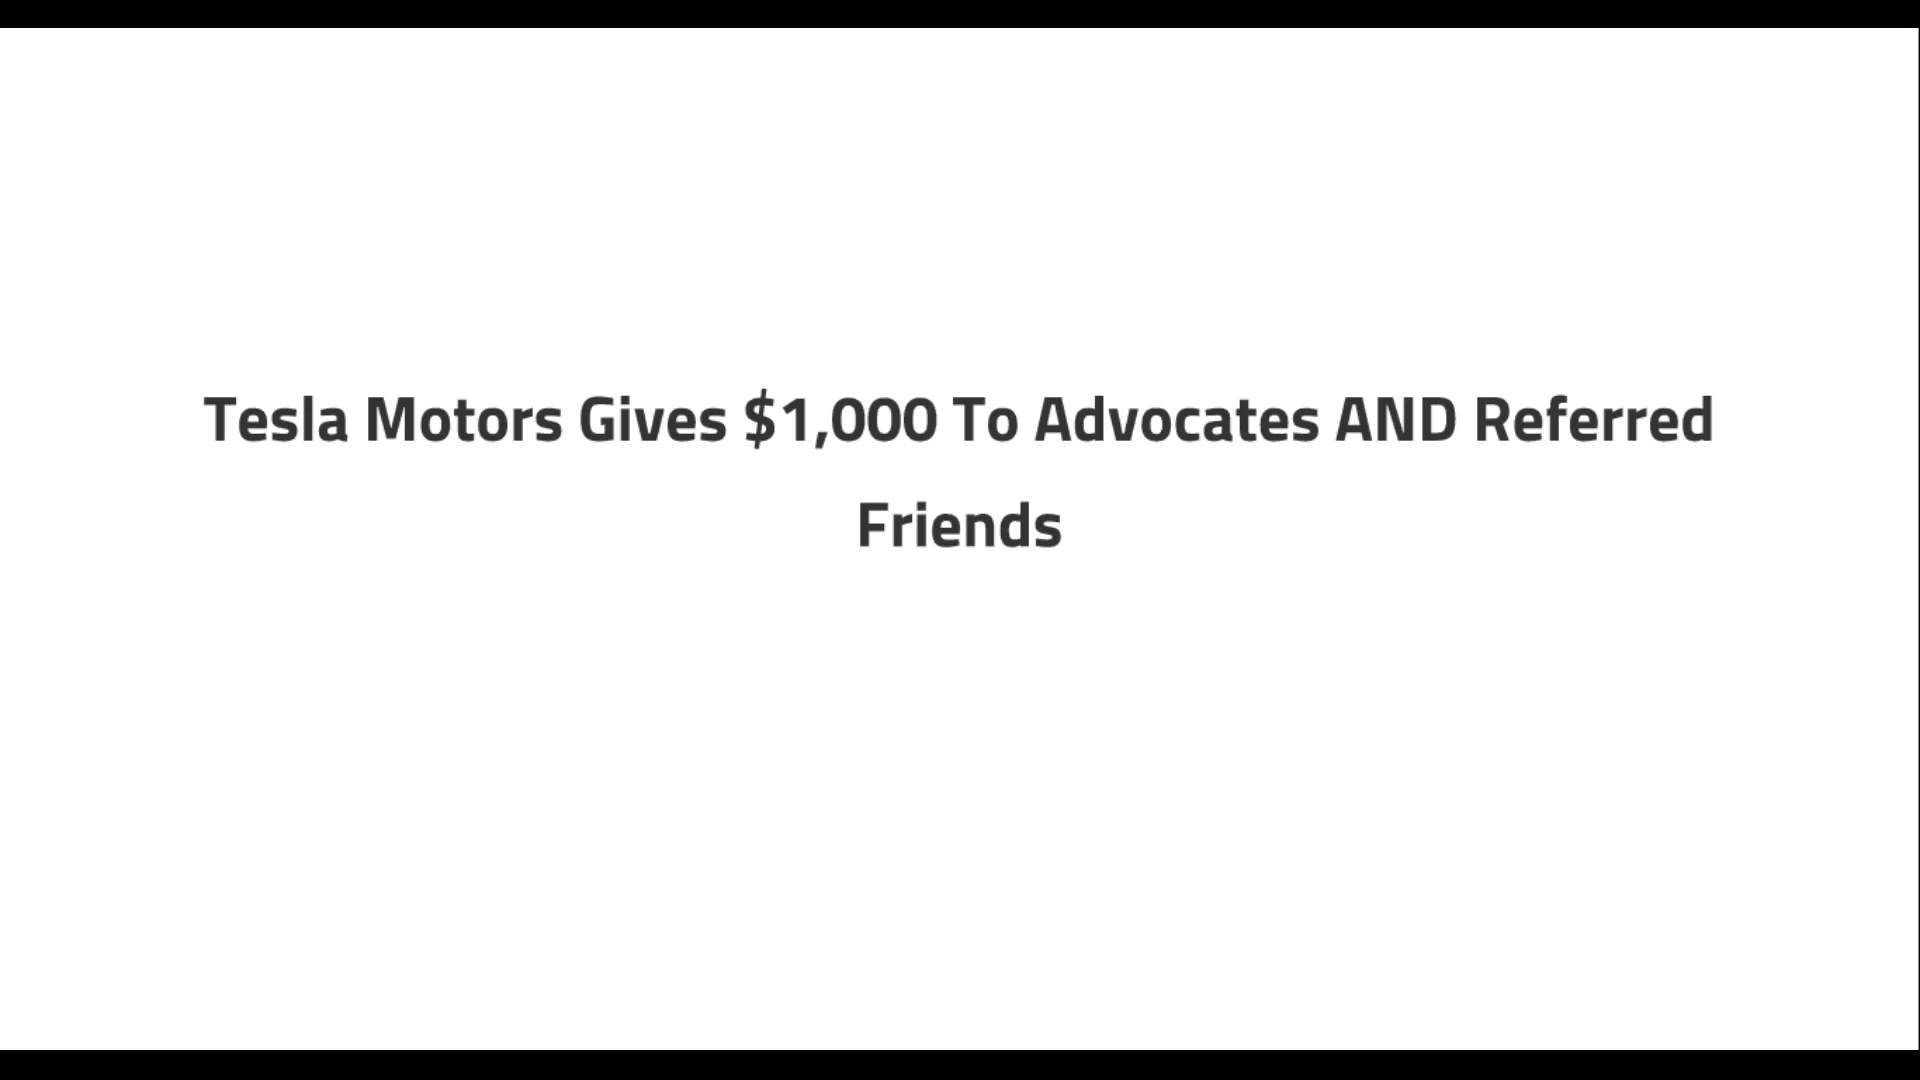 Tesla Motors Gives $1,000 To Advocates AND Referred
Friends